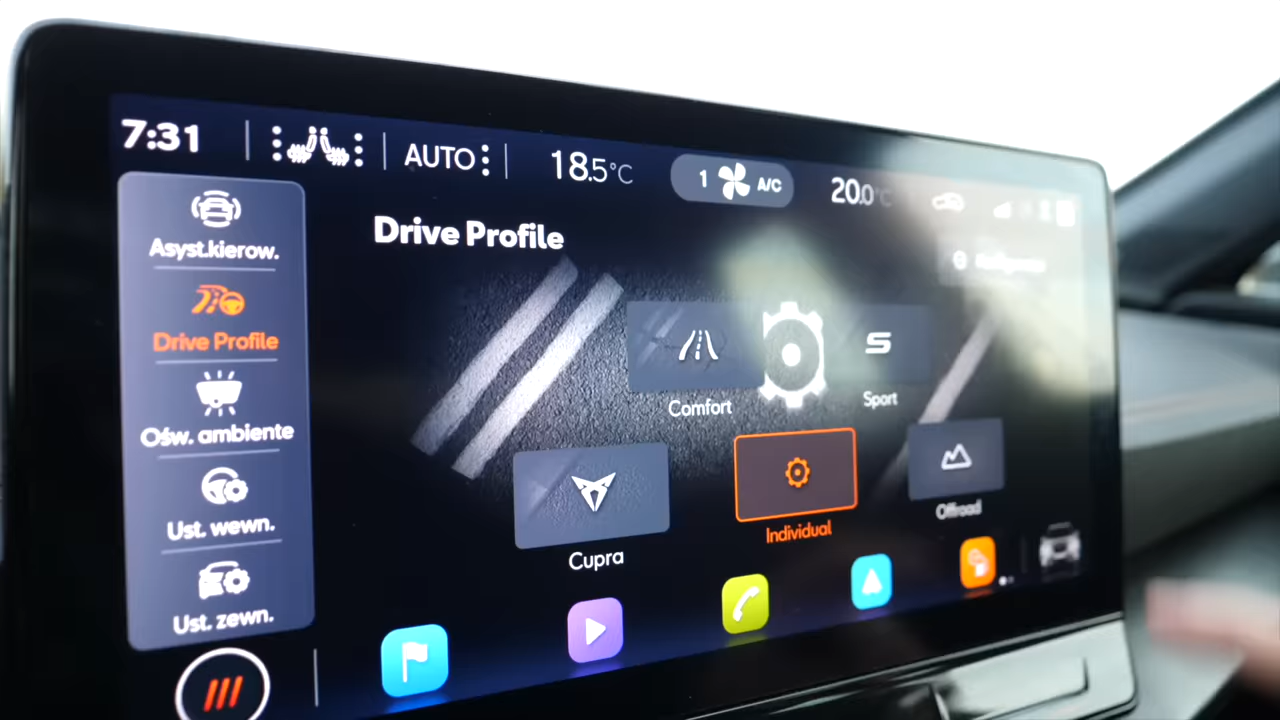 7:31
AUTO
18.5°C
1
A/C
20.0°C
Drive Profile
Asyst.kierow.
Drive Profile
Ośw. ambiente
Ust. wewn.
Ust. zewn.
Comfort
Sport
Cupra
Individual
Offroad